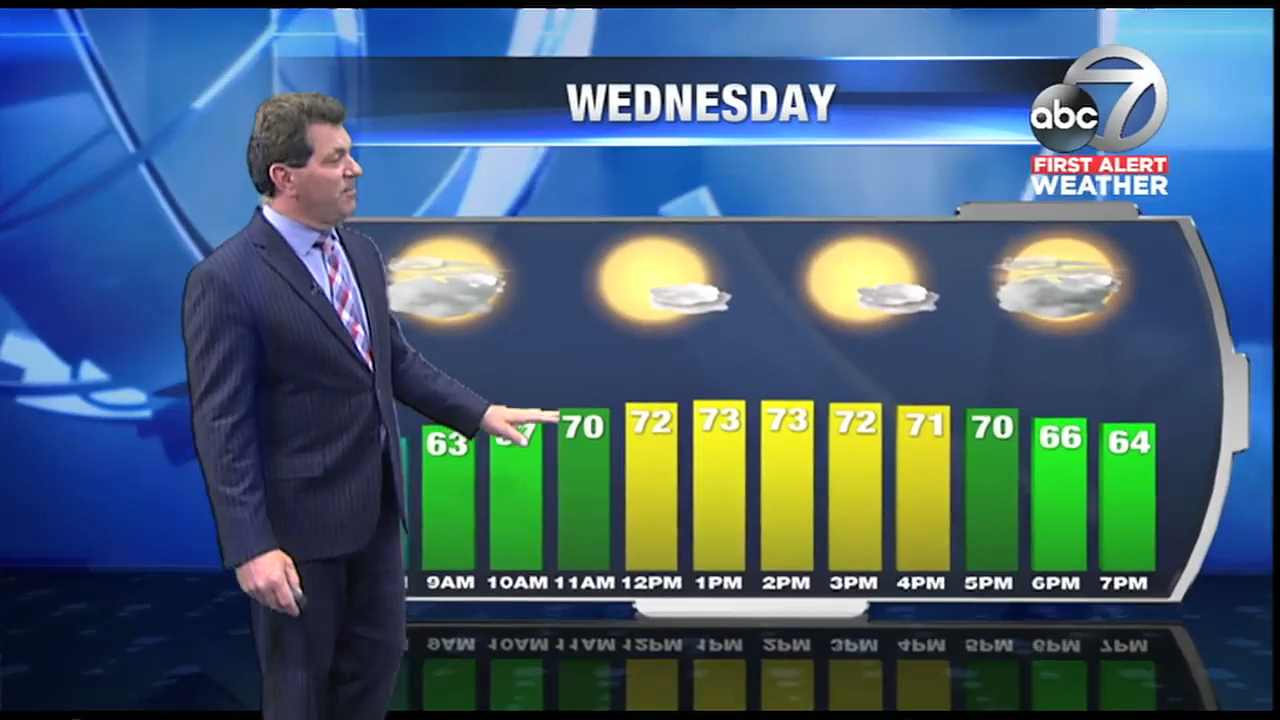 WEDNESDAY
abc 7
FIRST ALERT
WEATHER
63 70 72 73 73 72 71 70 66 64
9AM 10AM 11AM 12PM 1PM 2PM 3PM 4PM 5PM 6PM 7PM